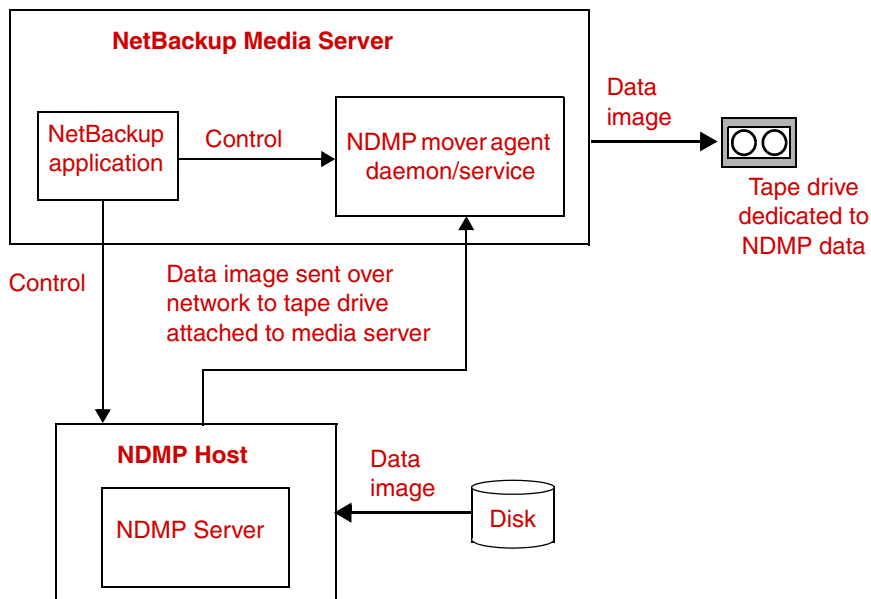 NetBackup Media Server
NetBackup
application
Control
NDMP mover agent
daemon/service
Data
image
Tape drive
dedicated to
NDMP data
Control
Data image sent over
network to tape drive
attached to media server
NDMP Host
NDMP Server
Data
image
Disk